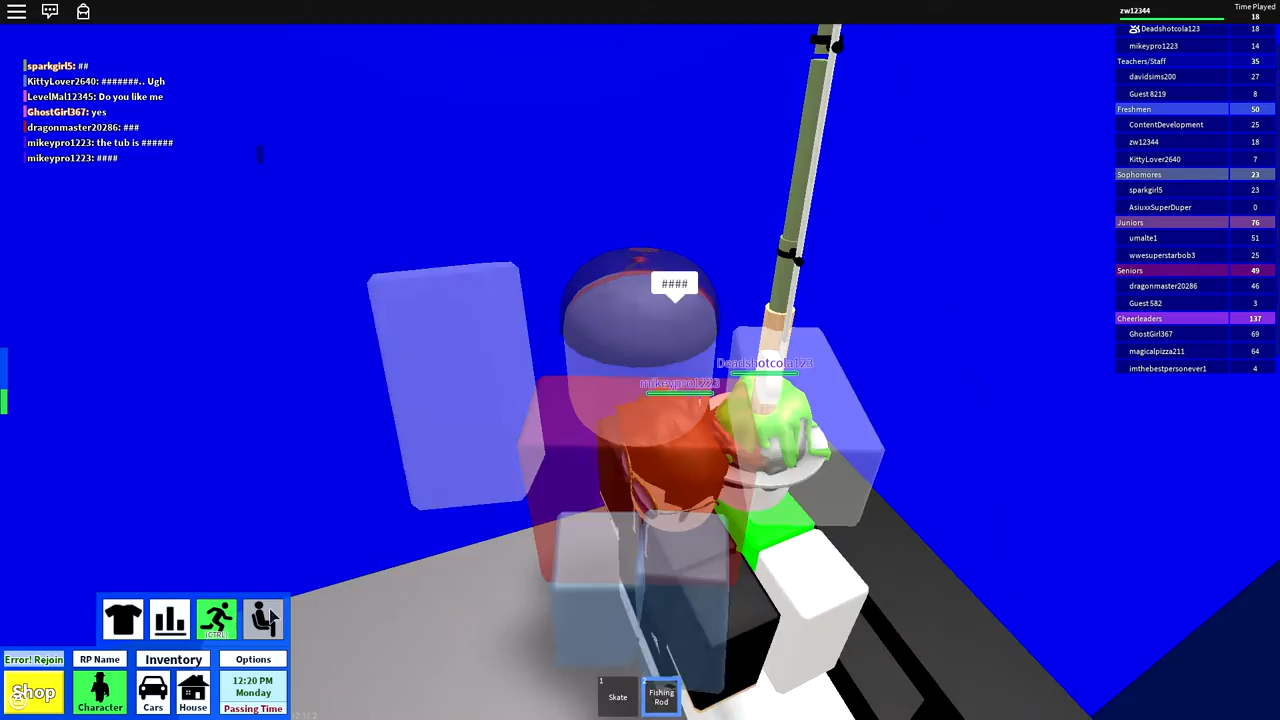 zw12344
Time Played
18
Deadshotcola123 18
mikeypro1223 14
Teachers/Staff 35
davidsims200 27
Guest 8219 8
Freshmen 50
ContentDevelopment 25
zw12344 18
KittyLover2640 7
Sophomores 23
sparkgirl5 23
AsiuxxSuperDuper 0
Juniors 76
umalte1 51
wwesuperstarbob3 25
Seniors 49
dragonmaster20286 46
Guest 582 3
Cheerleaders 137
GhostGirl367 69
magicalpizza211 64
imthebestpersonever1 4
sparkgirl5: ##
KittyLover2640: #######.. Ugh
LevelMal12345: Do you like me
GhostGirl367: yes
dragonmaster20286: ###
mikeypro1223: the tub is ######
mikeypro1223: ####
####
Deadshotcola123
mikeypro1223
(CTRL)
Error! Rejoin
RP Name
Inventory
Options
Shop
Character
Cars
House
12:20 PM
Monday
Passing Time
1
Skate
2
Fishing
Rod